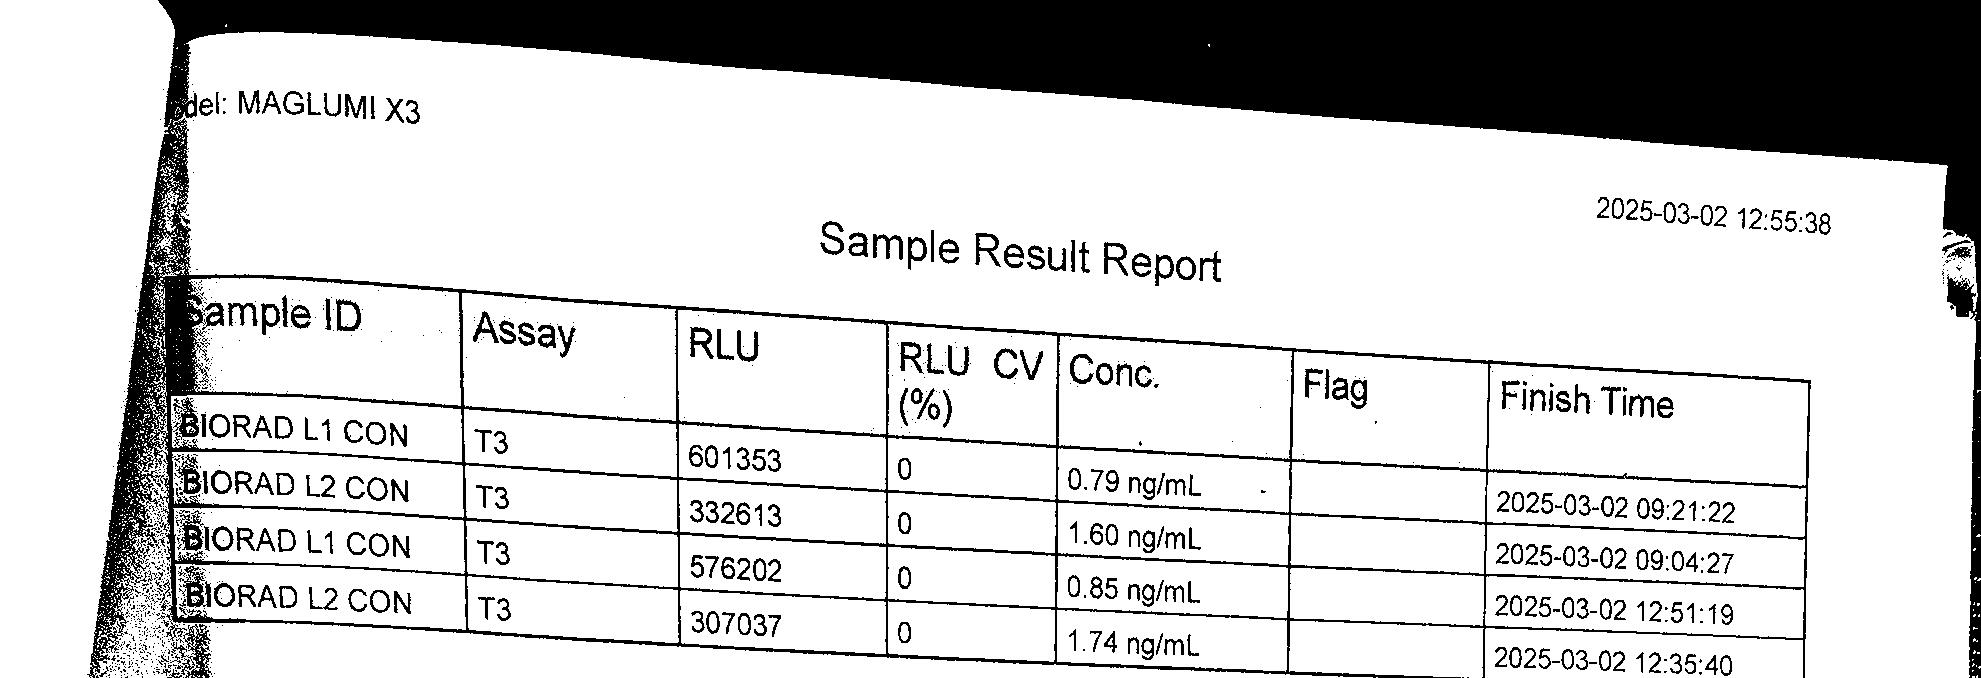 del: MAGLUMI X3
2025-03-02 12:55:38
Sample Result Report
Sample ID Assay RLU RLU CV (%) Conc. Flag Finish Time
BIORAD L1 CON T3 601353 0 0.79 ng/mL 2025-03-02 09:21:22
BIORAD L2 CON T3 332613 0 1.60 ng/mL 2025-03-02 09:04:27
BIORAD L1 CON T3 576202 0 0.85 ng/mL 2025-03-02 12:51:19
BIORAD L2 CON T3 307037 0 1.74 ng/mL 2025-03-02 12:35:40